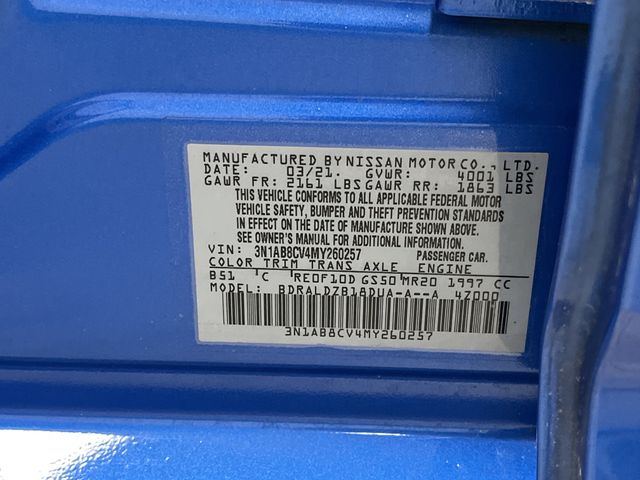 MANUFACTURED BY NISSAN MOTOR CO., LTD.
DATE: 03/21. GVWR: 4001 LBS
GAWR FR: 2161 LBS GAWR RR: 1863 LBS
THIS VEHICLE CONFORMS TO ALL APPLICABLE FEDERAL MOTOR
VEHICLE SAFETY, BUMPER AND THEFT PREVENTION STANDARDS
IN EFFECT ON THE DATE OF MANUFACTURE SHOWN ABOVE.
SEE OWNER'S MANUAL FOR ADDITIONAL INFORMATION.
VIN: 3N1AB8CV4MY260257 PASSENGER CAR.
COLOR TRIM TRANS AXLE ENGINE
B51 C RE0F10D GS50 MR20 1997 CC
MODEL: BDRALDZB18DUA-A--A 4Z000
3N1AB8CV4MY260257